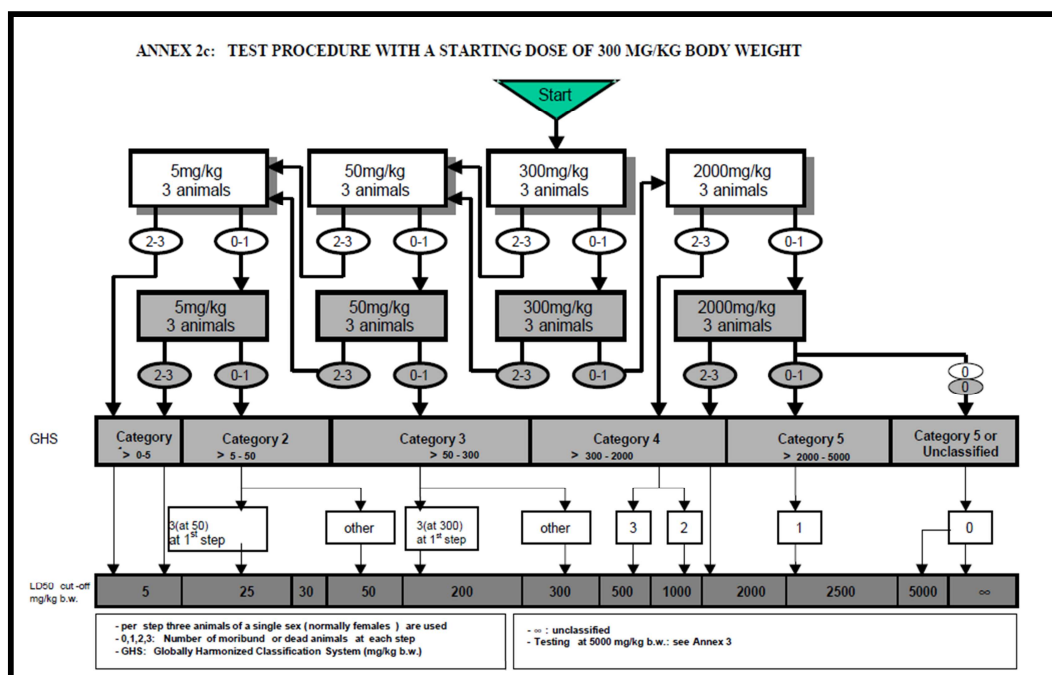 ANNEX 2c: TEST PROCEDURE WITH A STARTING DOSE OF 300 MG/KG BODY WEIGHT
Start
5mg/kg
3 animals
50mg/kg
3 animals
300mg/kg
3 animals
2000mg/kg
3 animals
2-3
0-1
2-3
0-1
2-3
0-1
2-3
0-1
5mg/kg
3 animals
50mg/kg
3 animals
300mg/kg
3 animals
2000mg/kg
3 animals
2-3
0-1
2-3
0-1
2-3
0-1
2-3
0-1
0
0
GHS
Category
> 0-5
Category 2
> 5 - 50
Category 3
> 50 - 300
Category 4
> 300 - 2000
Category 5
> 2000 - 5000
Category 5 or
Unclassified
3(at 50)
at 1st step
other
3(at 300)
at 1st step
other
3
2
1
0
LD50 cut-off
mg/kg b.w.
5
25
30
50
200
300
500
1000
2000
2500
5000
∞
- per step three animals of a single sex (normally females ) are used
- 0,1,2,3: Number of moribund or dead animals at each step
- GHS: Globally Harmonized Classification System (mg/kg b.w.)
- ∞ : unclassified
- Testing at 5000 mg/kg b.w.: see Annex 3